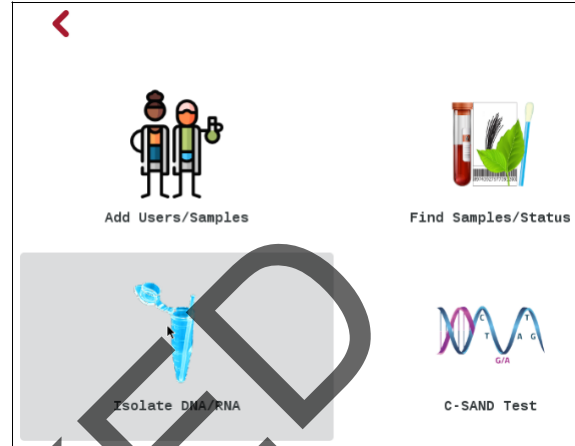 Add Users/Samples
Find Samples/Status
Isolate DNA/RNA
C
T
T
A
G
G/A
C-SAND Test